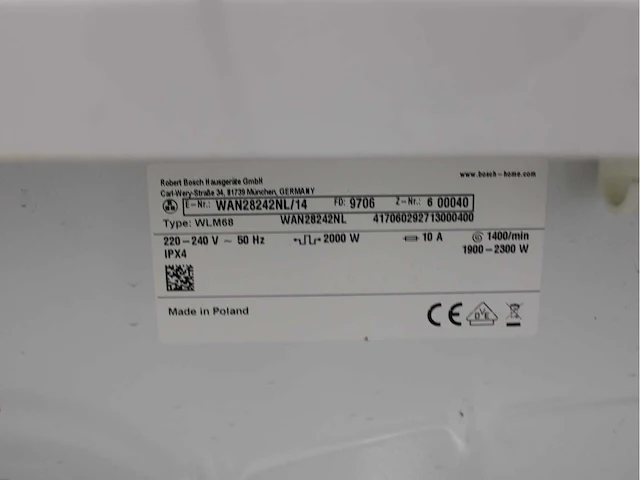 Robert Bosch Hausgeräte GmbH
Carl-Wery-Straße 34, 81739 München, GERMANY
www.bosch-home.com
E-Nr.: WAN28242NL/14 FD: 9706 Z-Nr.: 6 00040
Type: WLM68 WAN28242NL 417060292713000400
220-240 V ~ 50 Hz 2000 W 10 A 1400/min
IPX4 1900-2300 W
Made in Poland CE DVE